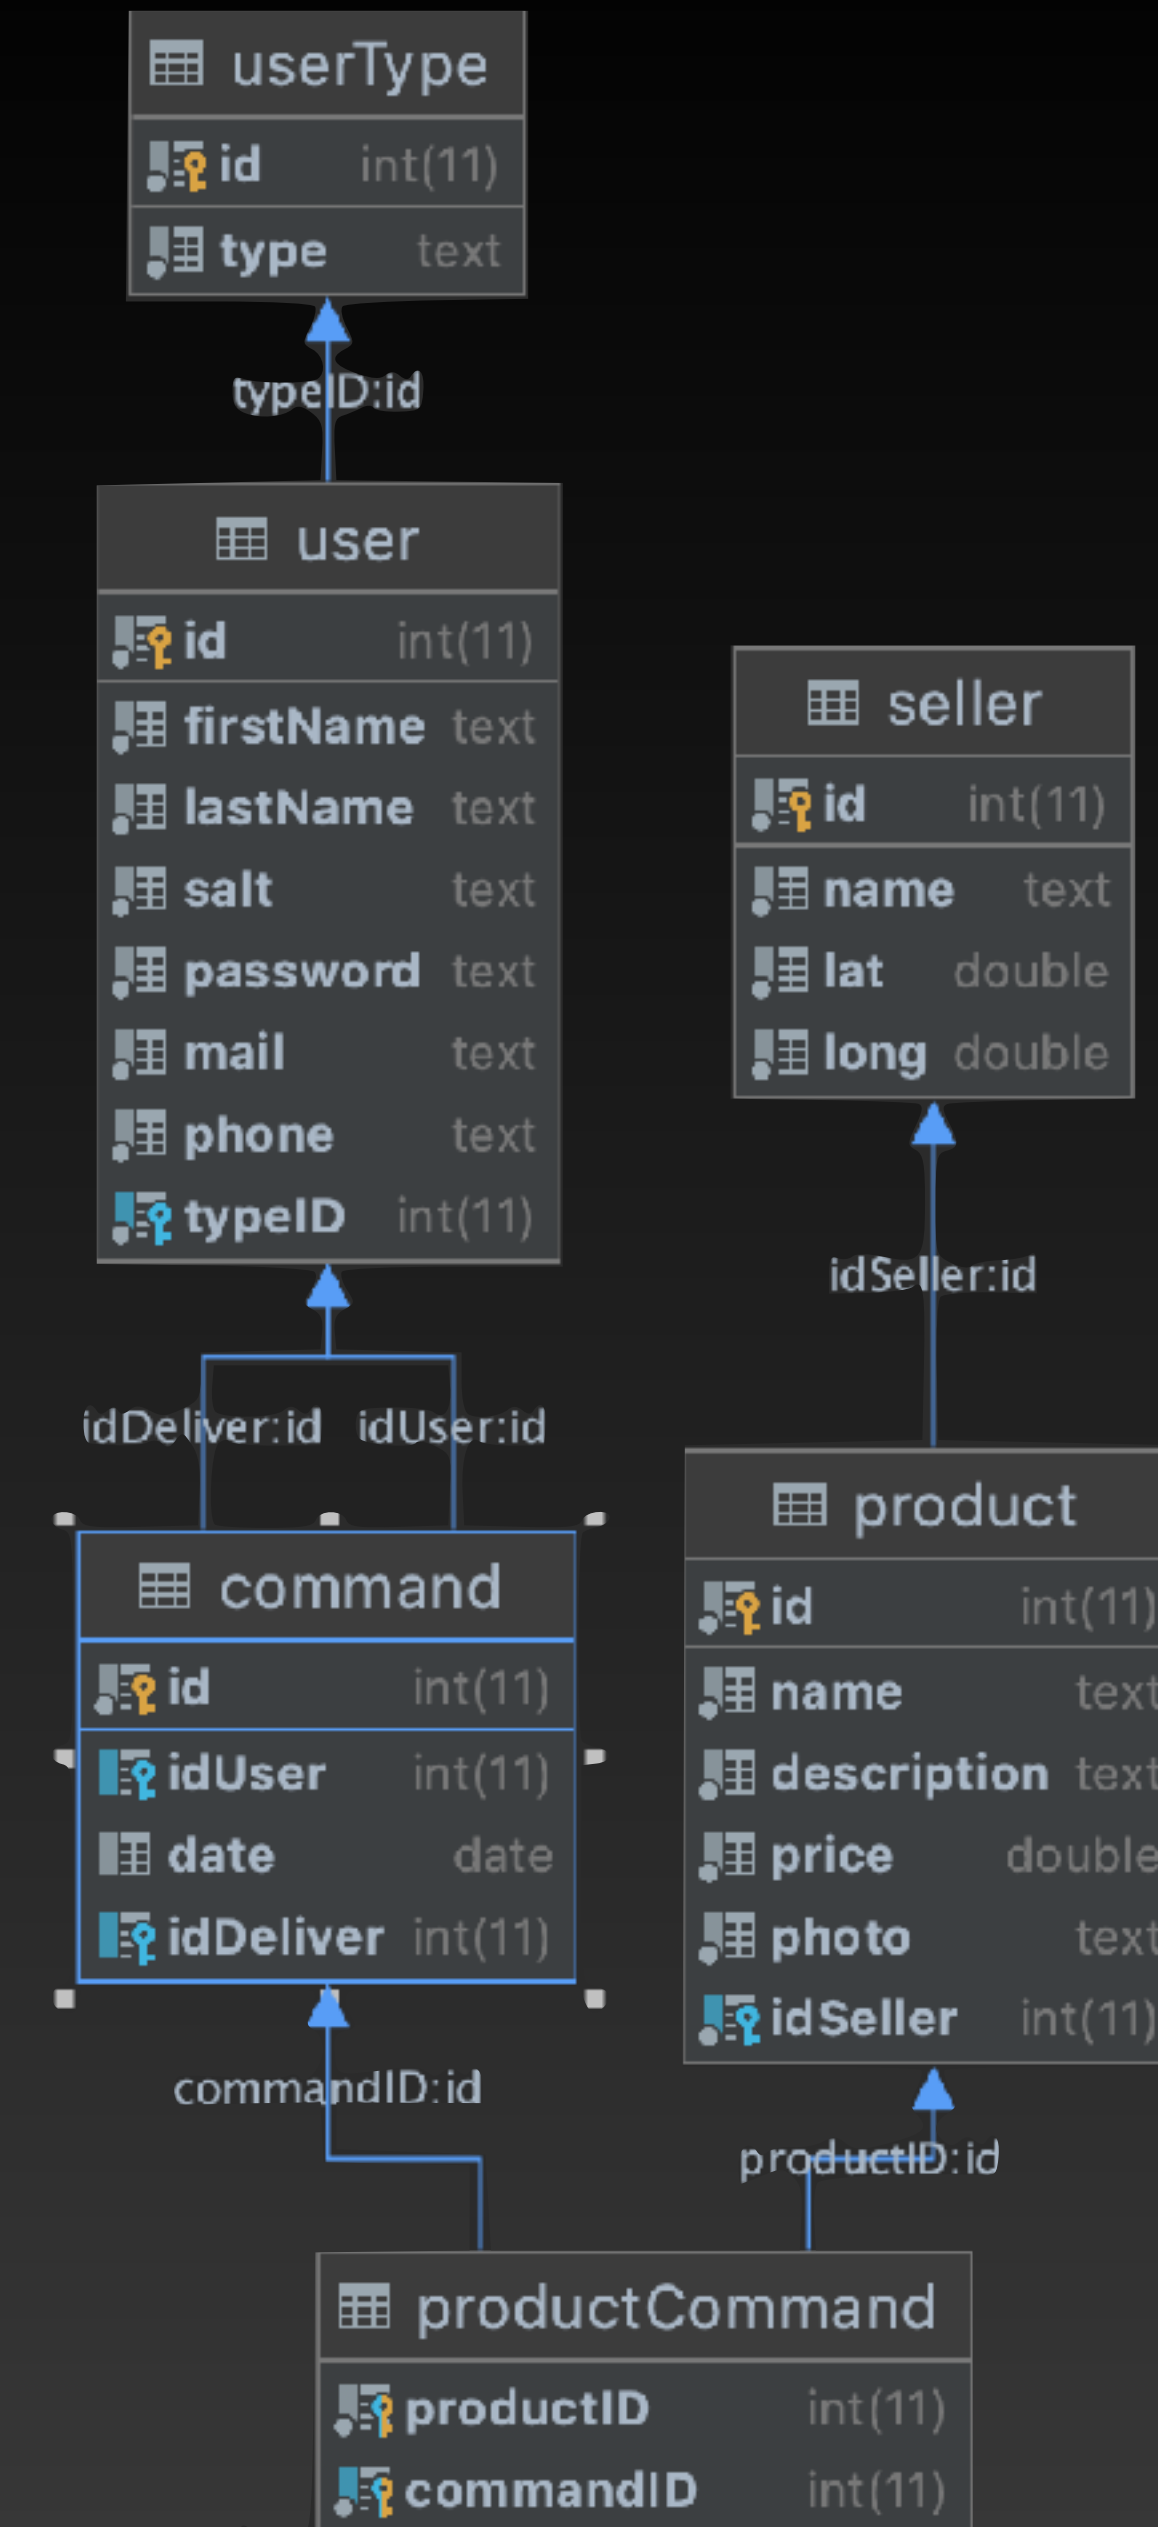 userType
id int(11)
type text
typeID:id
user
id int(11)
firstName text
lastName text
salt text
password text
mail text
phone text
typeID int(11)
seller
id int(11)
name text
lat double
long double
idSeller:id
idDeliver:id idUser:id
command
id int(11)
idUser int(11)
date date
idDeliver int(11)
product
id int(11)
name text
description text
price double
photo text
idSeller int(11)
commandID:id
productID:id
productCommand
productID int(11)
commandID int(11)